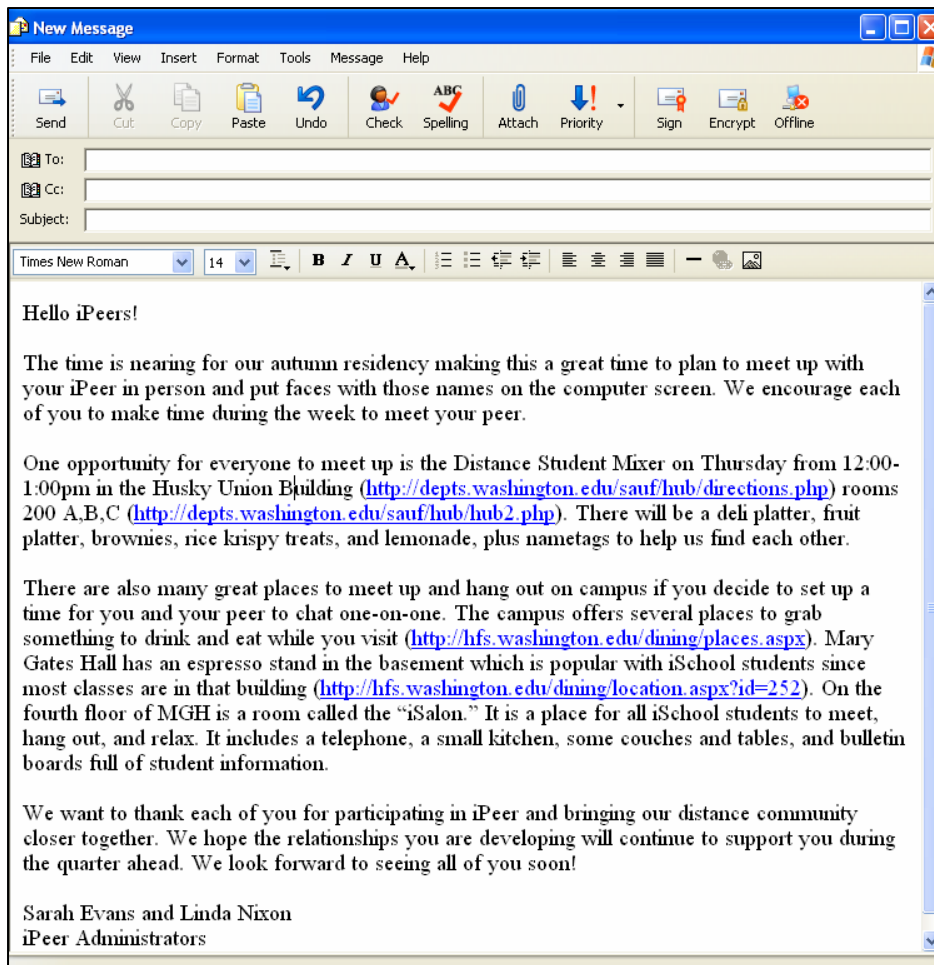 New Message
File Edit View Insert Format Tools Message Help
ABC
Send Cut Copy Paste Undo Check Spelling Attach Priority Sign Encrypt Offline
To:
Cc:
Subject:
Times New Roman 14 B I U A
Hello iPeers!
The time is nearing for our autumn residency making this a great time to plan to meet up with
your iPeer in person and put faces with those names on the computer screen. We encourage each
of you to make time during the week to meet your peer.
One opportunity for everyone to meet up is the Distance Student Mixer on Thursday from 12:00-
1:00pm in the Husky Union Building (http://depts.washington.edu/sauf/hub/directions.php) rooms
200 A,B,C (http://depts.washington.edu/sauf/hub/hub2.php). There will be a deli platter, fruit
platter, brownies, rice krispy treats, and lemonade, plus nametags to help us find each other.
There are also many great places to meet up and hang out on campus if you decide to set up a
time for you and your peer to chat one-on-one. The campus offers several places to grab
something to drink and eat while you visit (http://hfs.washington.edu/dining/places.aspx). Mary
Gates Hall has an espresso stand in the basement which is popular with iSchool students since
most classes are in that building (http://hfs.washington.edu/dining/location.aspx?id=252). On the
fourth floor of MGH is a room called the “iSalon.” It is a place for all iSchool students to meet,
hang out, and relax. It includes a telephone, a small kitchen, some couches and tables, and bulletin
boards full of student information.
We want to thank each of you for participating in iPeer and bringing our distance community
closer together. We hope the relationships you are developing will continue to support you during
the quarter ahead. We look forward to seeing all of you soon!
Sarah Evans and Linda Nixon
iPeer Administrators